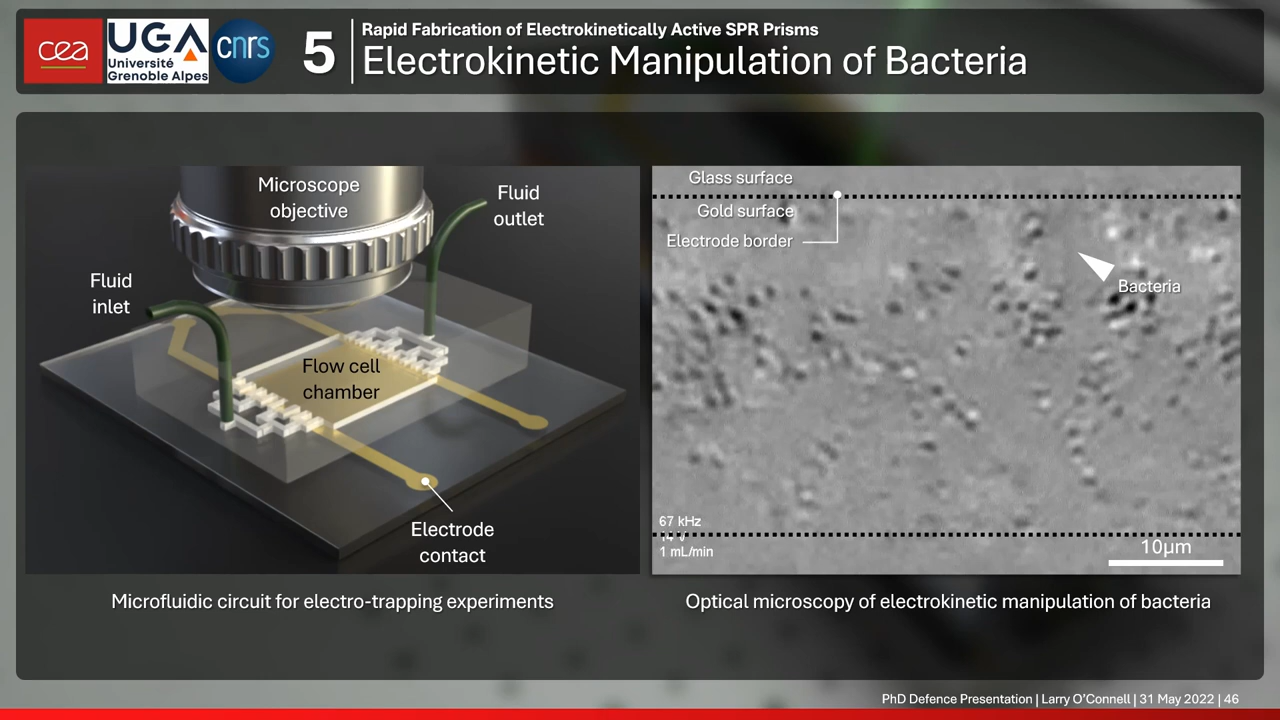 cea
UGA
Université
Grenoble Alpes
cnrs
5
Rapid Fabrication of Electrokinetically Active SPR Prisms
Electrokinetic Manipulation of Bacteria
Microscope
objective
Fluid
outlet
Fluid
inlet
Flow cell
chamber
Electrode
contact
Glass surface
Gold surface
Electrode border
Bacteria
67 kHz
14 V
1 mL/min
10µm
Microfluidic circuit for electro-trapping experiments
Optical microscopy of electrokinetic manipulation of bacteria
PhD Defence Presentation | Larry O’Connell | 31 May 2022 | 46